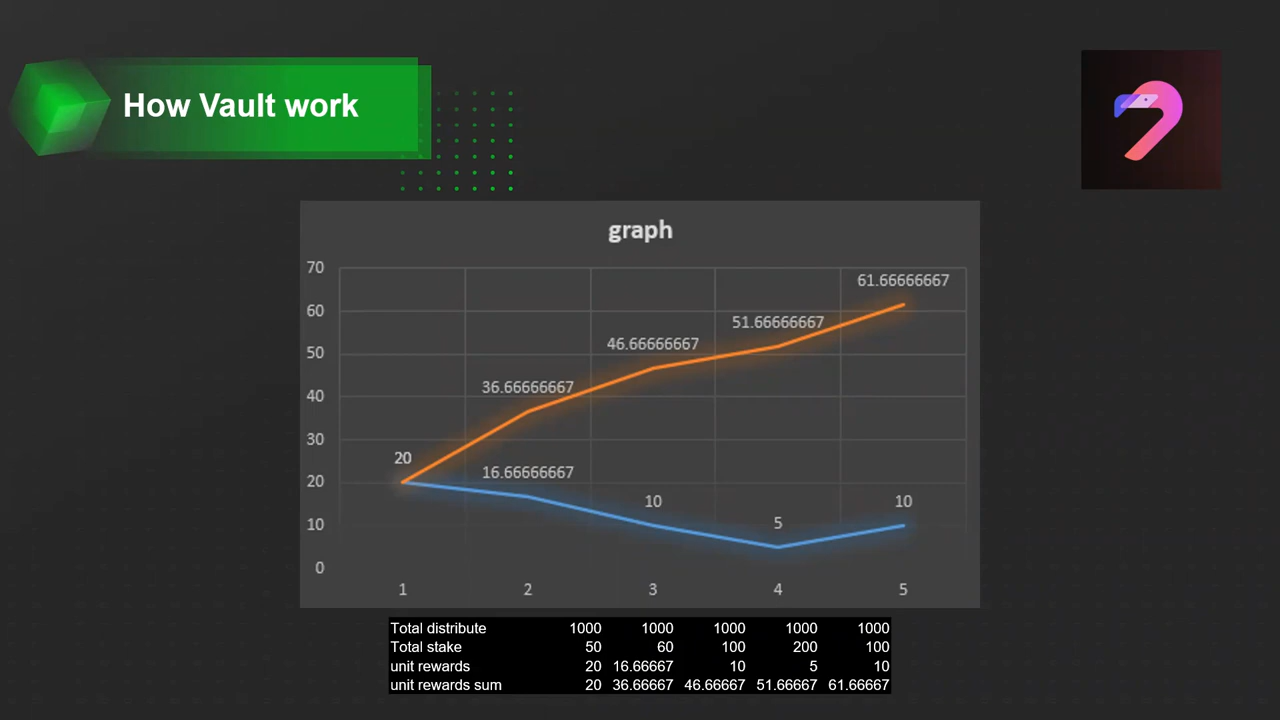 How Vault work
graph
70
60
50
40
30
20
10
0
61.66666667
51.66666667
46.66666667
36.66666667
20
16.66666667
10
5
10
1 2 3 4 5
Total distribute 1000 1000 1000 1000 1000
Total stake 50 60 100 200 100
unit rewards 20 16.66667 10 5 10
unit rewards sum 20 36.66667 46.66667 51.66667 61.66667